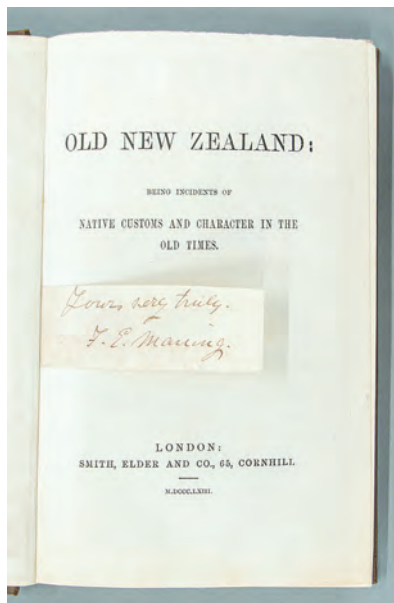 OLD NEW ZEALAND:
BEING INCIDENTS OF
NATIVE CUSTOMS AND CHARACTER IN THE
OLD TIMES.
Yours very truly.
F. E. Maning.
LONDON:
SMITH, ELDER AND CO., 65, CORNHILL.
M.DCCC.LXIII.